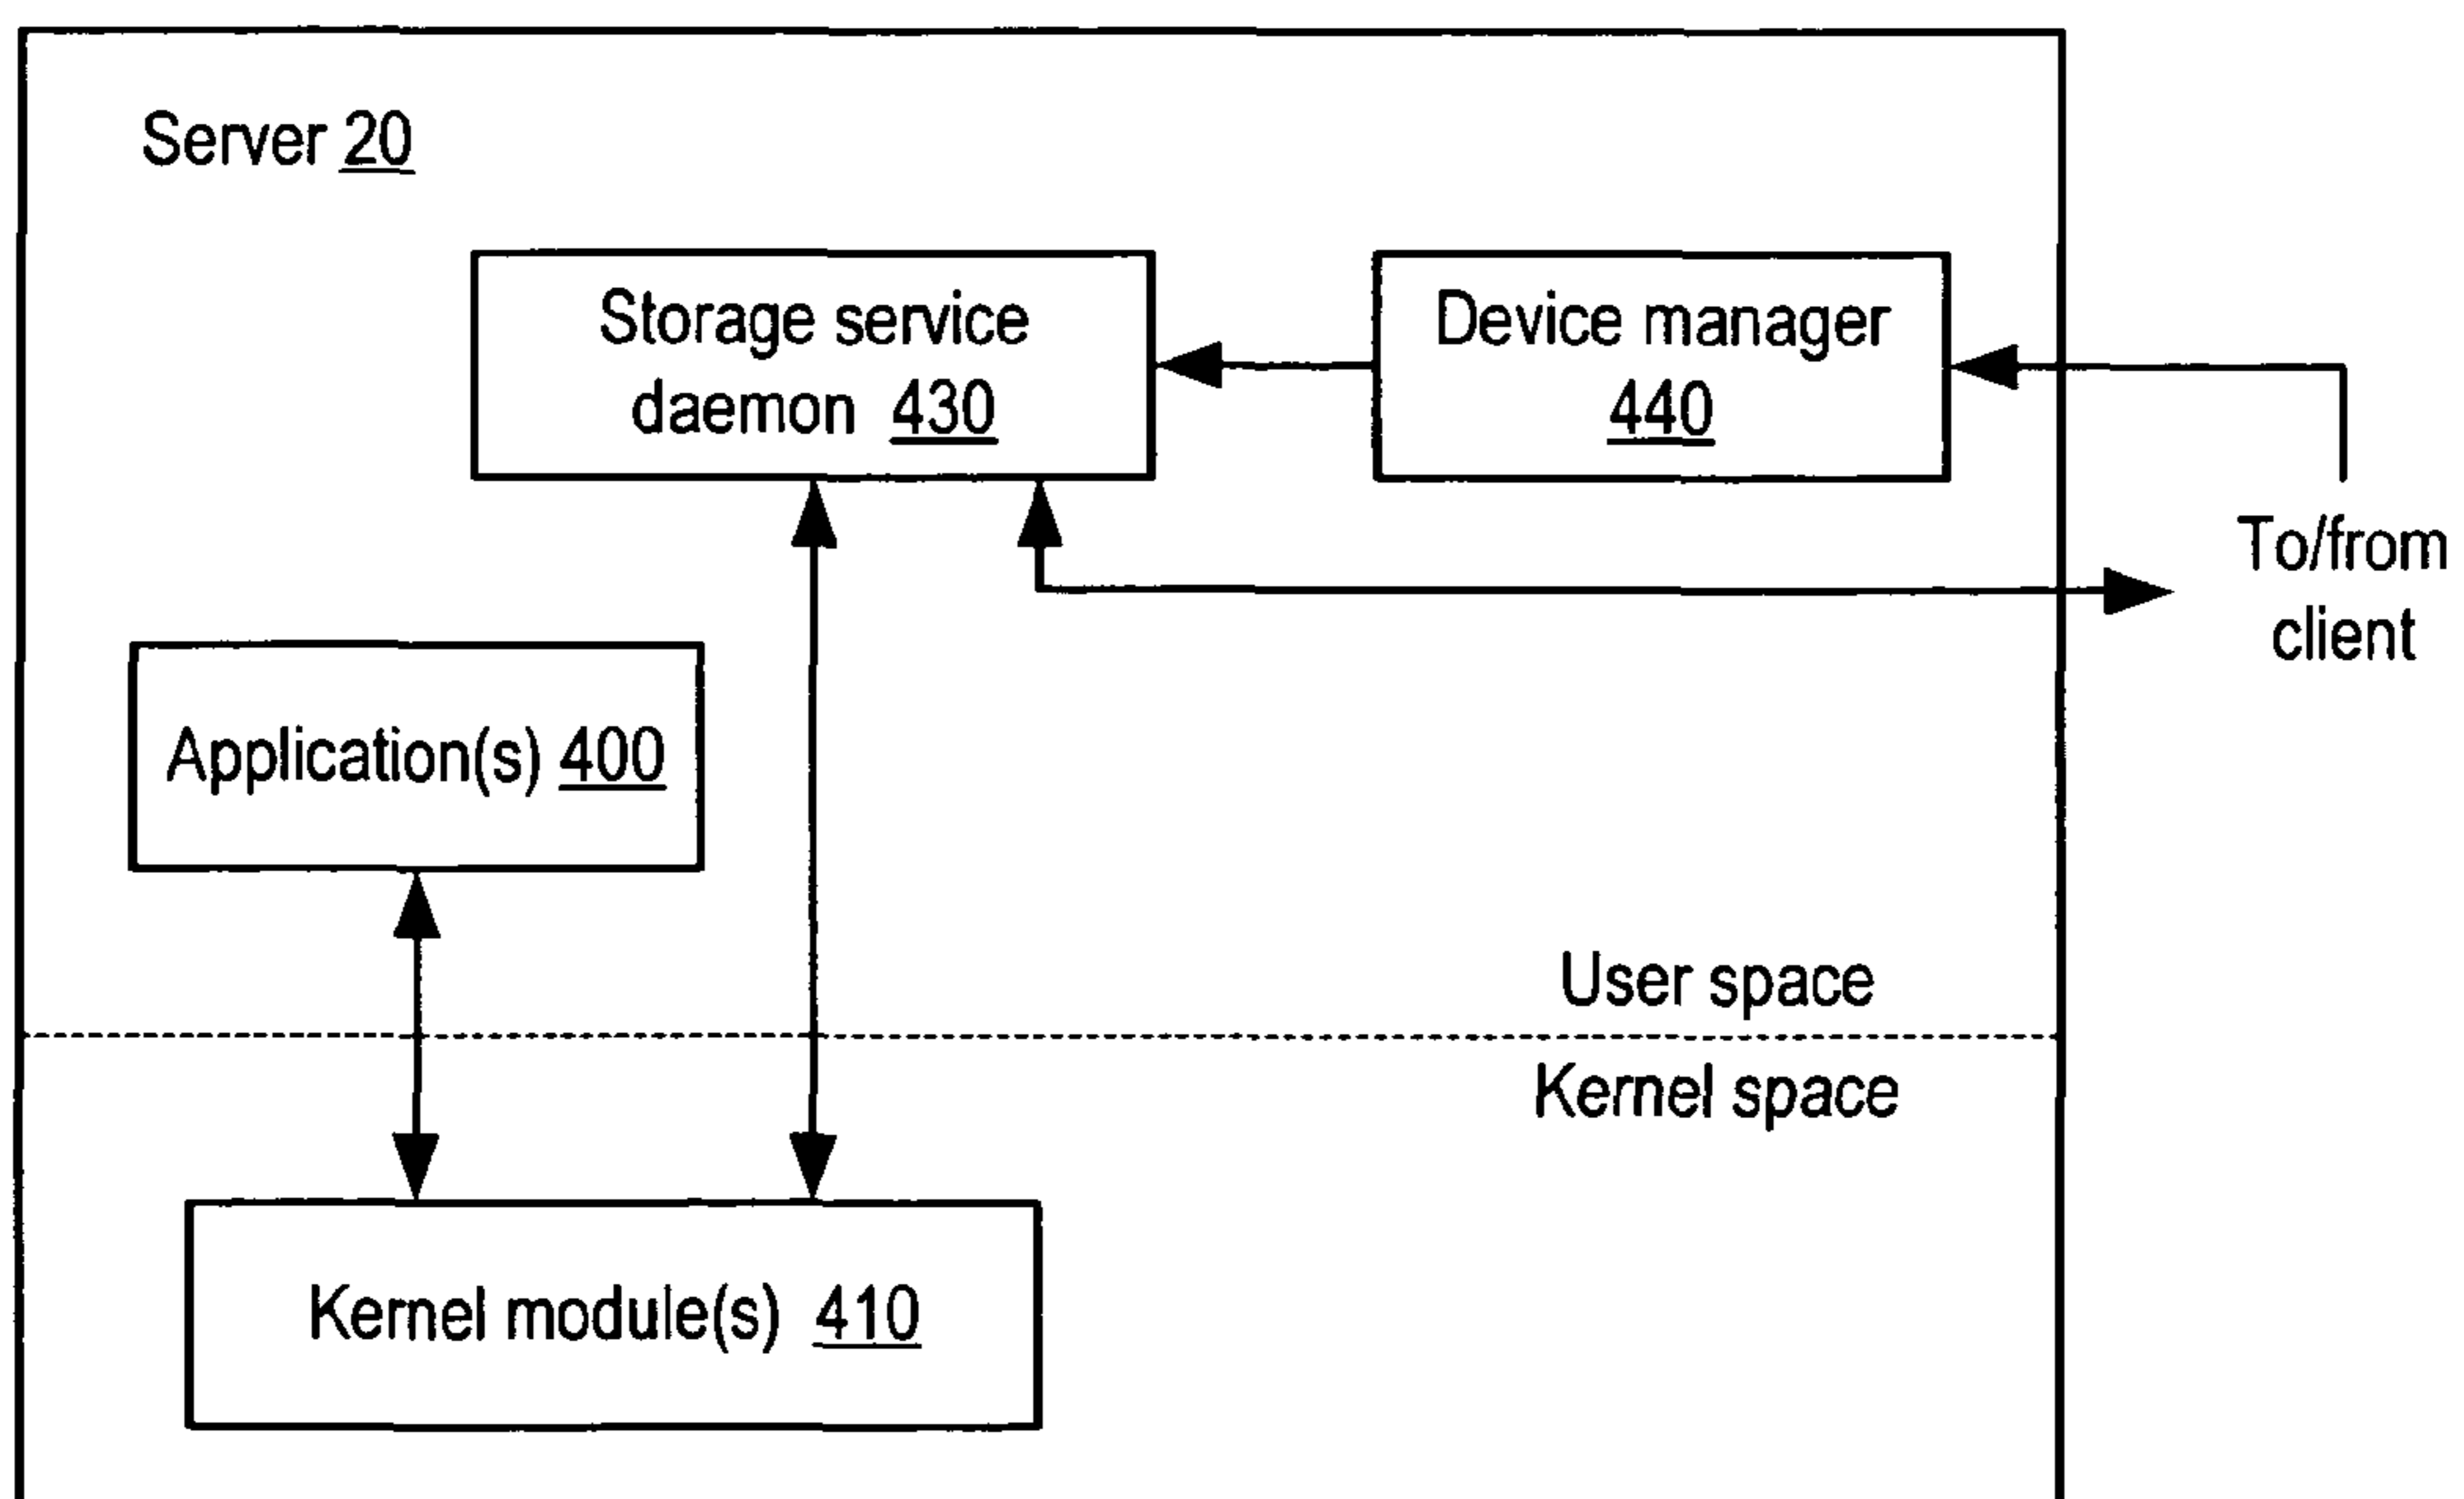 Server 20
Storage service
daemon 430
Device manager
440
To/from
client
Application(s) 400
User space
Kernel space
Kernel module(s) 410